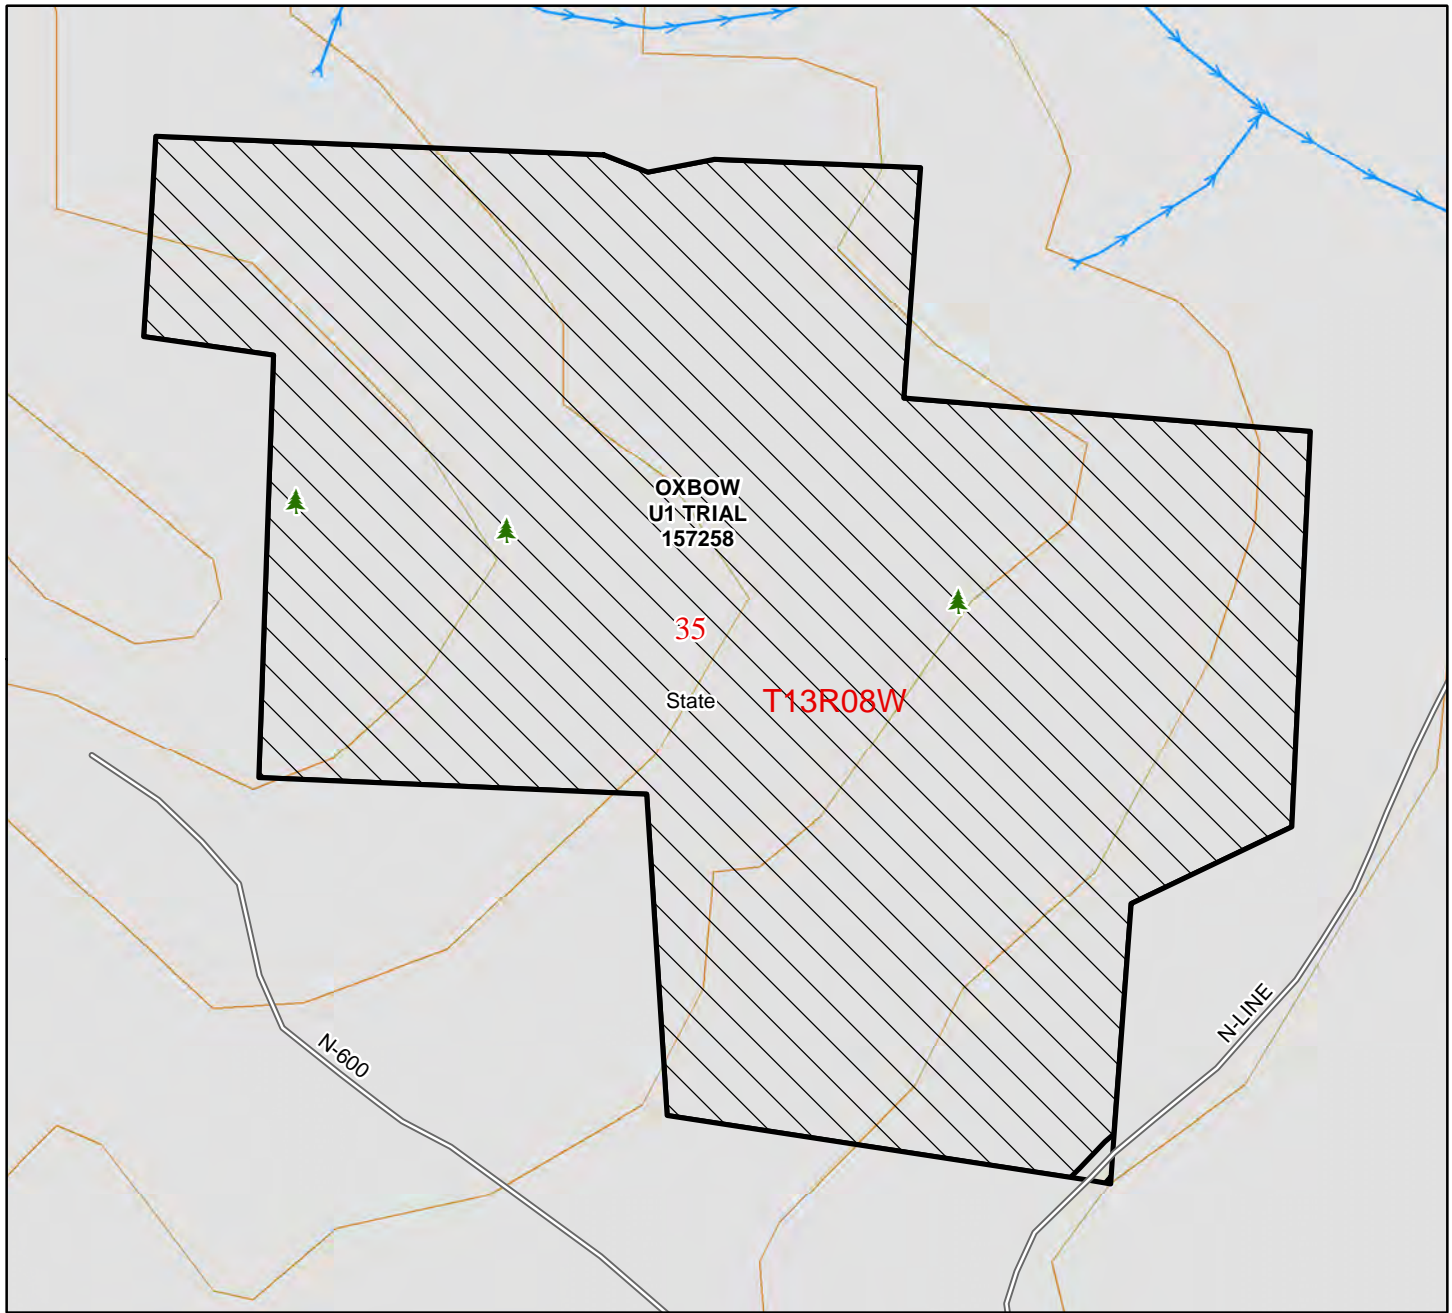 OXBOW
U1 TRIAL
157258
35
State
T13R08W
N-LINE
N-600